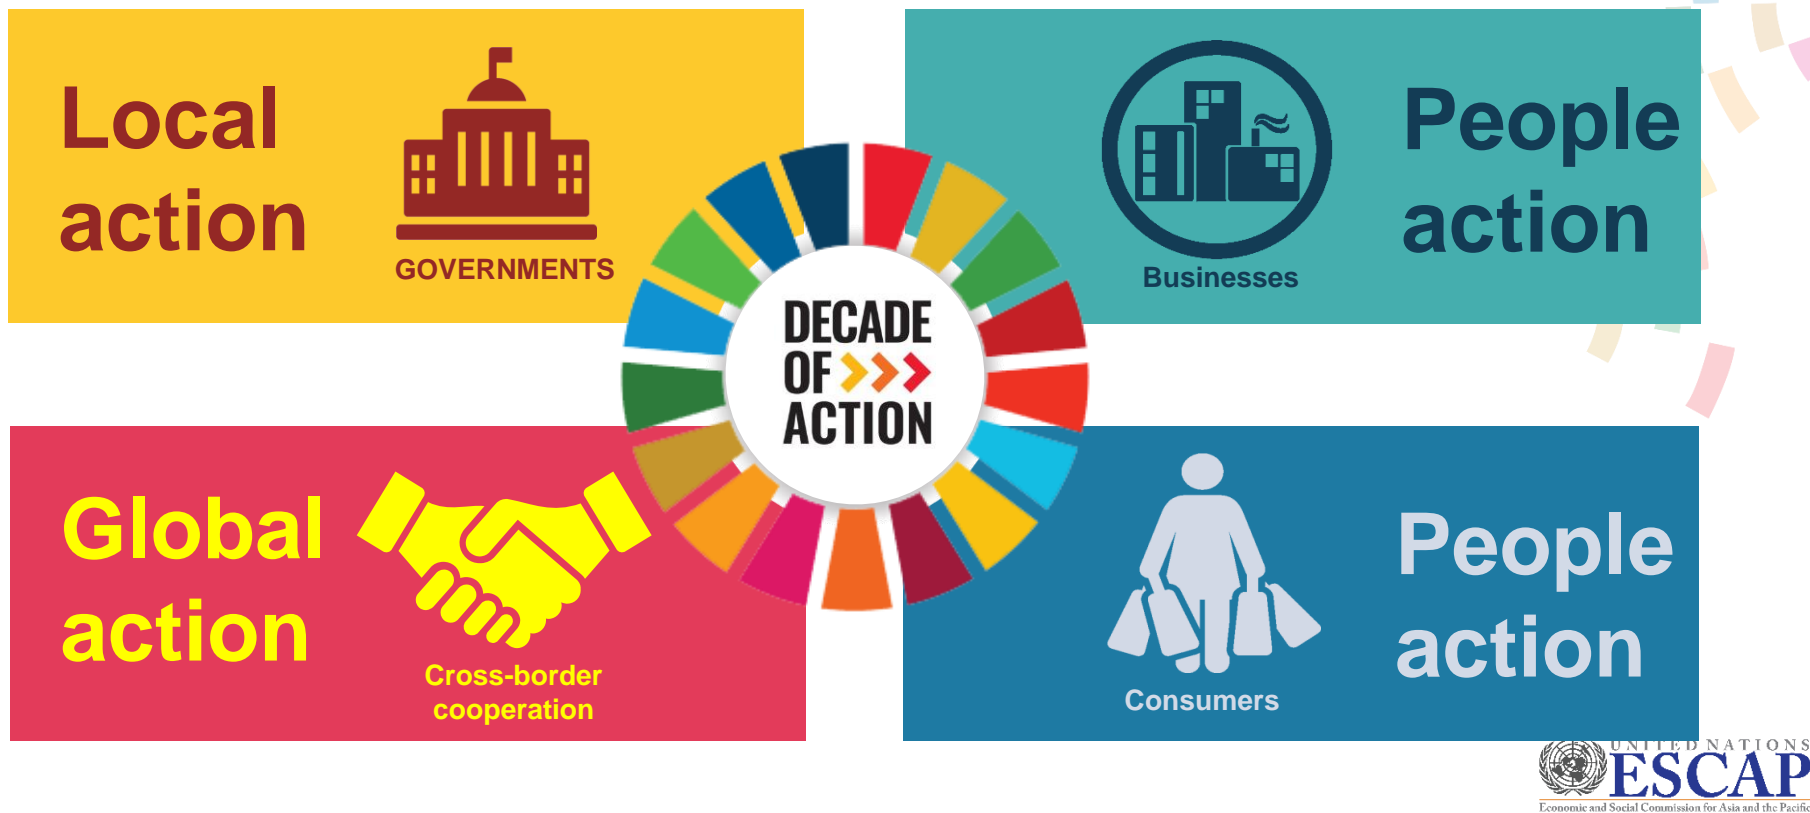 Local
action
GOVERNMENTS
People
action
Businesses
DECADE
OF
ACTION
Global
action
Cross-border
cooperation
People
action
Consumers
UNITED NATIONS
ESCAP
Economic and Social Commission for Asia and the Pacific